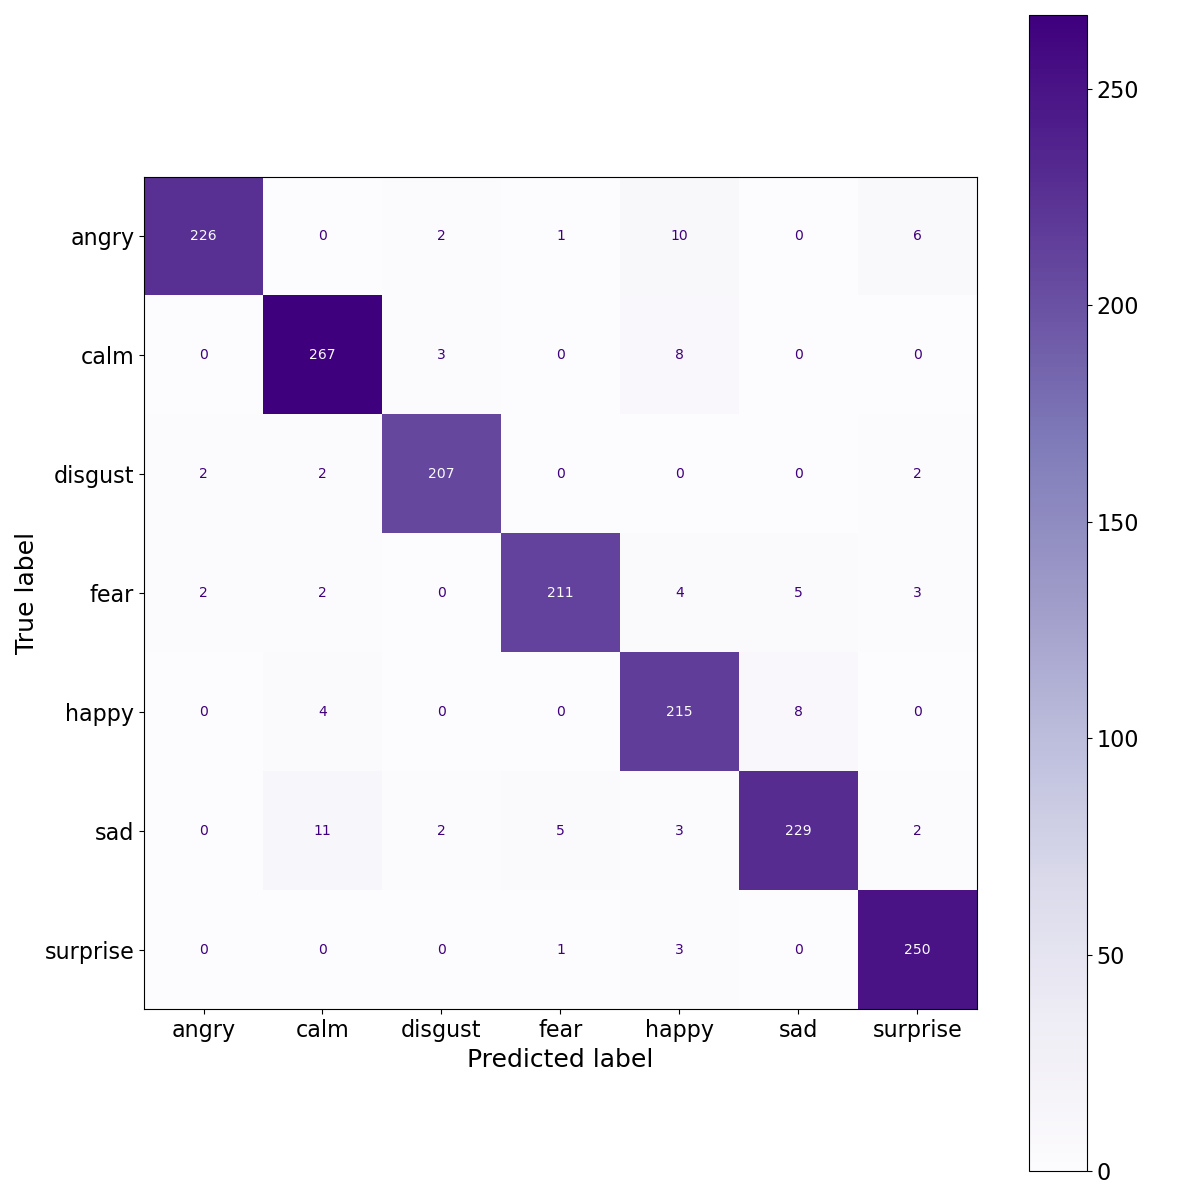 angry 226 0 2 1 10 0 6
calm 0 267 3 0 8 0 0
disgust 2 2 207 0 0 0 2
fear 2 2 0 211 4 5 3
happy 0 4 0 0 215 8 0
sad 0 11 2 5 3 229 2
surprise 0 0 0 1 3 0 250
angry calm disgust fear happy sad surprise
Predicted label
True label
250
200
150
100
50
0